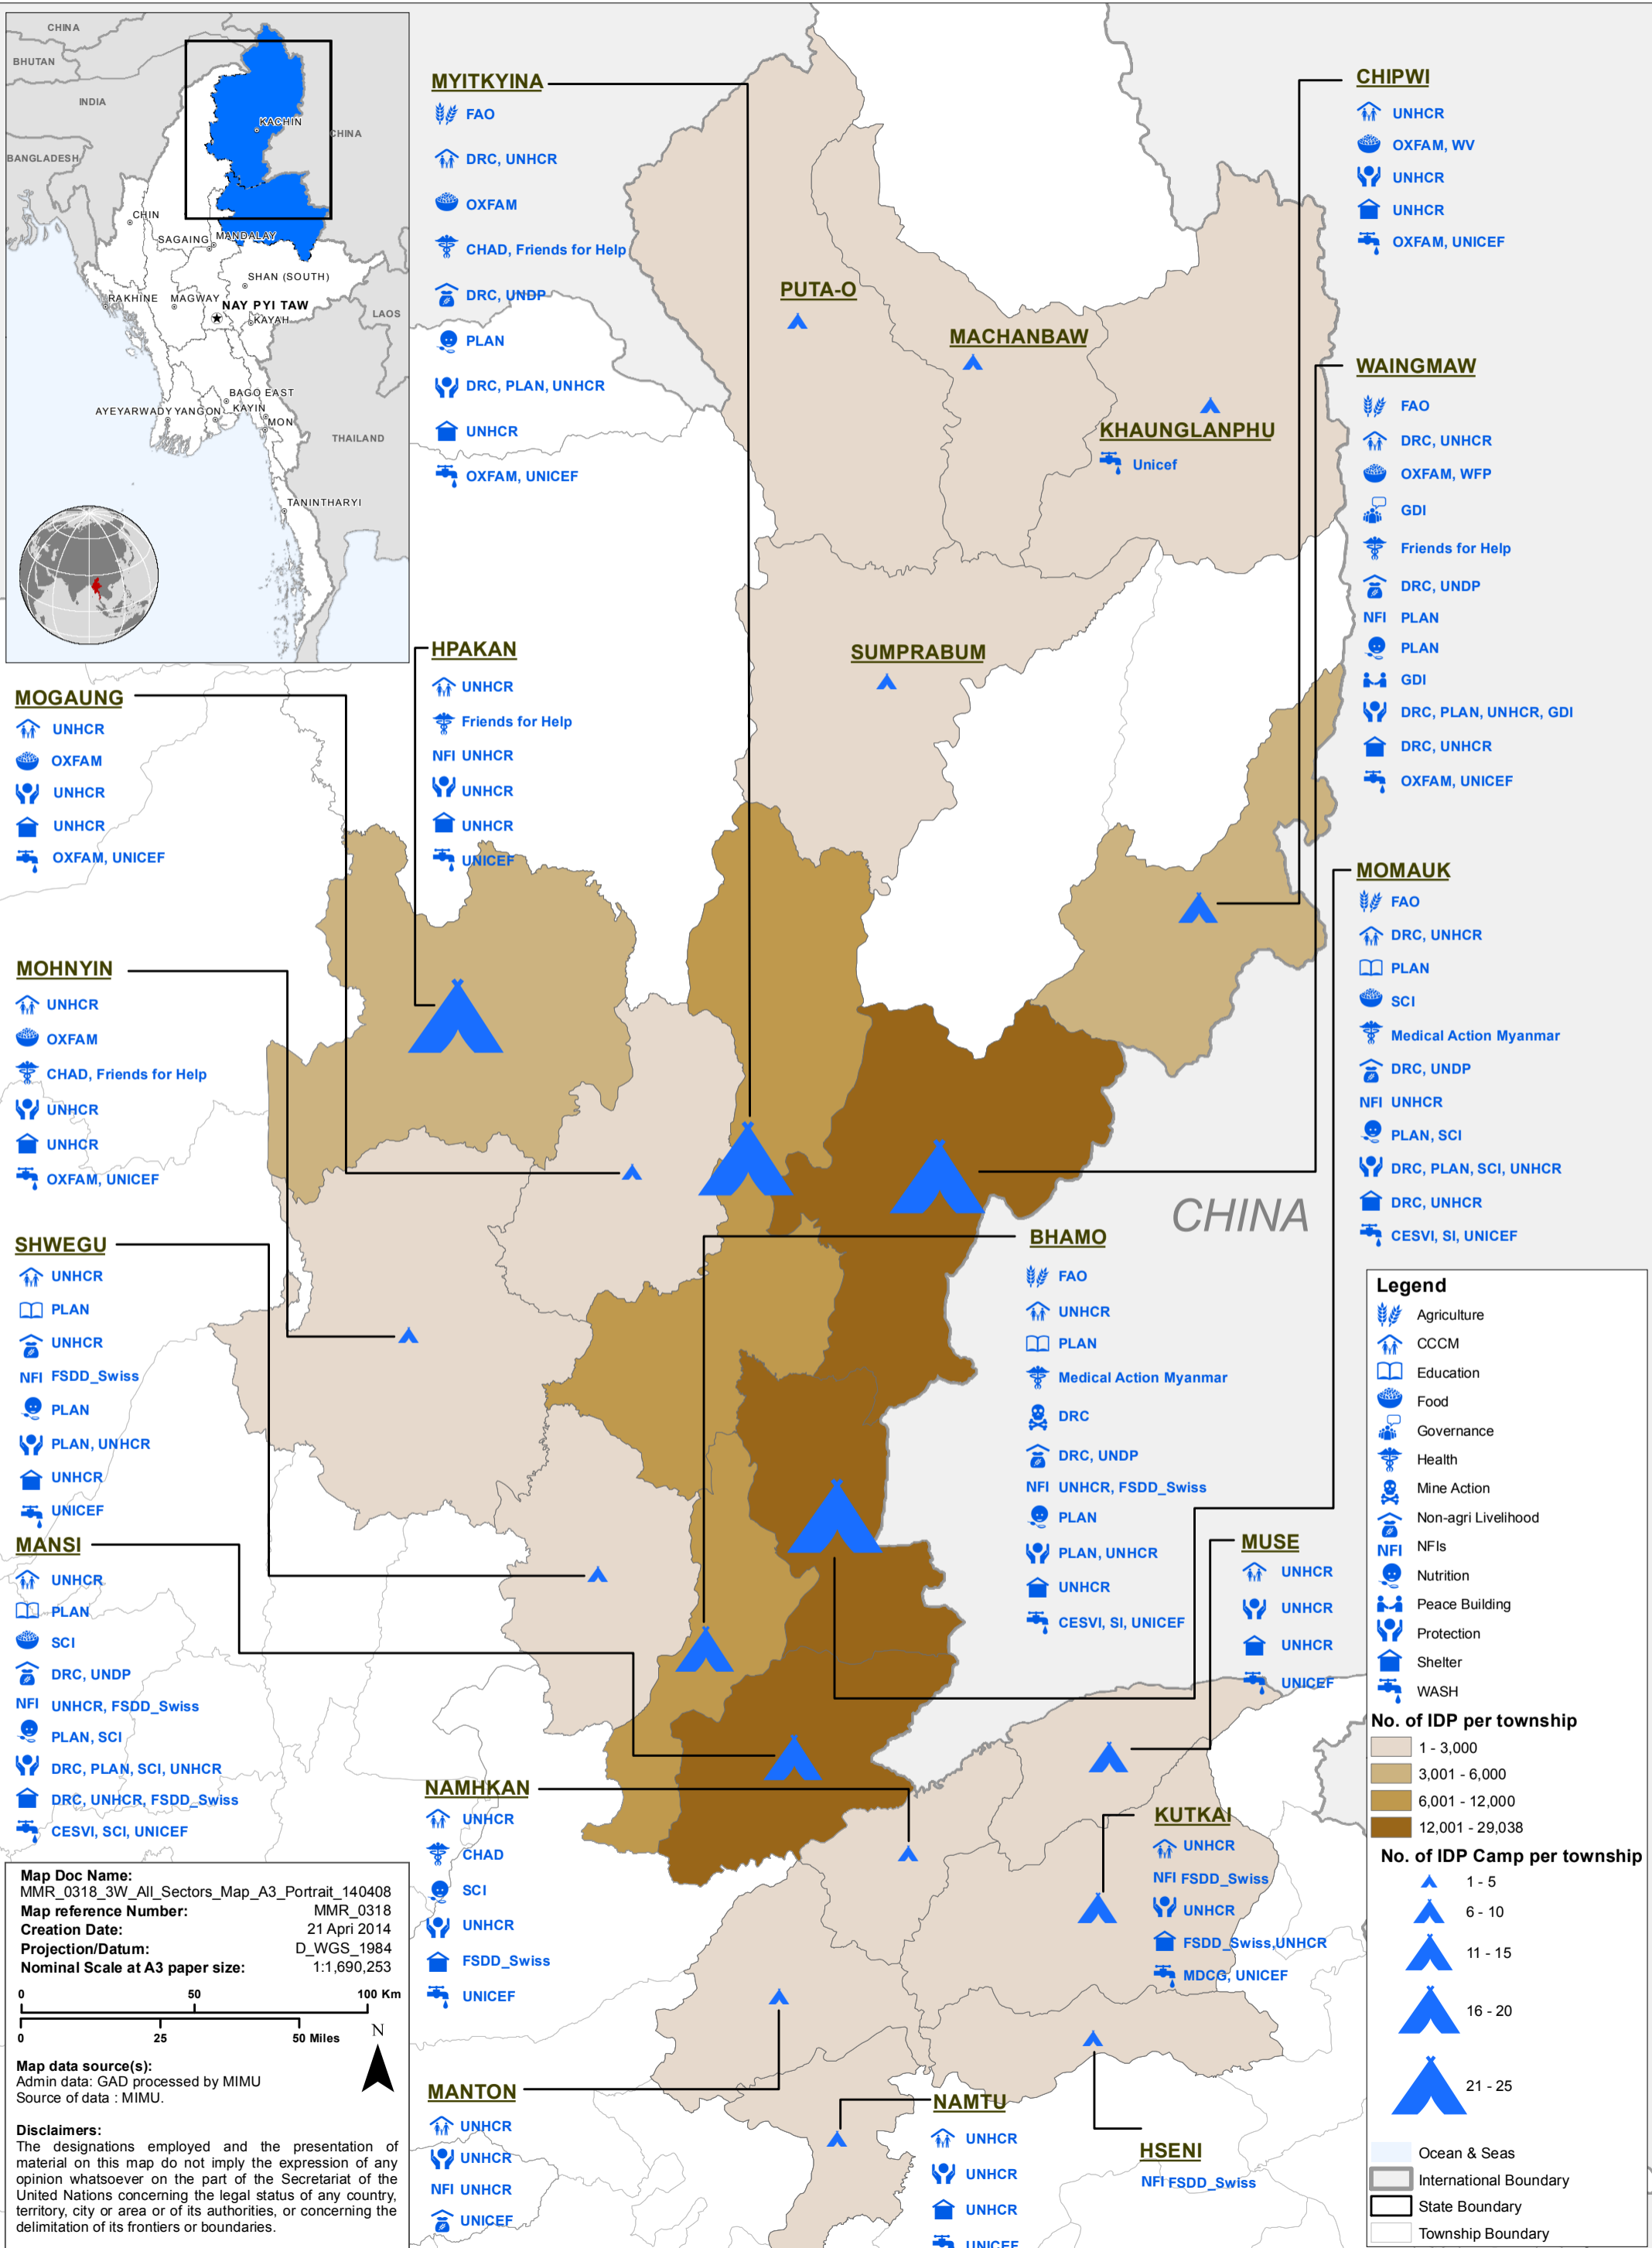 CHINA
BHUTAN
INDIA
KACHIN
CHINA
BANGLADESH
CHIN
SAGAING
MANDALAY
SHAN (SOUTH)
RAKHINE
MAGWAY
NAY PYI TAW
KAYAH
LAOS
BAGO EAST
AYEYARWADY
YANGON
KAYIN
MON
THAILAND
TANINTHARYI
MYITKYINA
FAO
DRC, UNHCR
OXFAM
CHAD, Friends for Help
DRC, UNDP
PLAN
DRC, PLAN, UNHCR
UNHCR
OXFAM, UNICEF
PUTA-O
MACHANBAW
KHAUNGLANPHU
Unicef
SUMPRABUM
CHIPWI
UNHCR
OXFAM, WV
UNHCR
UNHCR
OXFAM, UNICEF
WAINGMAW
FAO
DRC, UNHCR
OXFAM, WFP
GDI
Friends for Help
DRC, UNDP
NFI PLAN
PLAN
GDI
DRC, PLAN, UNHCR, GDI
DRC, UNHCR
OXFAM, UNICEF
HPAKAN
UNHCR
Friends for Help
NFI UNHCR
UNHCR
UNHCR
UNICEF
MOGAUNG
UNHCR
OXFAM
UNHCR
UNHCR
OXFAM, UNICEF
MOMAUK
FAO
DRC, UNHCR
PLAN
SCI
Medical Action Myanmar
DRC, UNDP
NFI UNHCR
PLAN, SCI
DRC, PLAN, SCI, UNHCR
DRC, UNHCR
CESVI, SI, UNICEF
MOHNYIN
UNHCR
OXFAM
CHAD, Friends for Help
UNHCR
UNHCR
OXFAM, UNICEF
CHINA
SHWEGU
UNHCR
PLAN
UNHCR
NFI FSDD_Swiss
PLAN
PLAN, UNHCR
UNHCR
UNICEF
BHAMO
FAO
UNHCR
PLAN
Medical Action Myanmar
DRC
DRC, UNDP
NFI UNHCR, FSDD_Swiss
PLAN
PLAN, UNHCR
UNHCR
CESVI, SI, UNICEF
MANSI
UNHCR
PLAN
SCI
DRC, UNDP
NFI UNHCR, FSDD_Swiss
PLAN, SCI
DRC, PLAN, SCI, UNHCR
DRC, UNHCR, FSDD_Swiss
CESVI, SCI, UNICEF
MUSE
UNHCR
UNHCR
UNHCR
UNICEF
NAMHKAN
UNHCR
CHAD
SCI
UNHCR
FSDD_Swiss
UNICEF
KUTKAI
UNHCR
NFI FSDD_Swiss
UNHCR
FSDD_Swiss,UNHCR
MDCG, UNICEF
MANTON
UNHCR
UNHCR
NFI UNHCR
UNICEF
NAMTU
UNHCR
UNHCR
UNHCR
UNICEF
HSENI
NFI FSDD_Swiss
Legend
Agriculture
CCCM
Education
Food
Governance
Health
Mine Action
Non-agri Livelihood
NFI NFIs
Nutrition
Peace Building
Protection
Shelter
WASH
No. of IDP per township
1 - 3,000
3,001 - 6,000
6,001 - 12,000
12,001 - 29,038
No. of IDP Camp per township
1 - 5
6 - 10
11 - 15
16 - 20
21 - 25
Ocean & Seas
International Boundary
State Boundary
Township Boundary
Map Doc Name:
MMR_0318_3W_All_Sectors_Map_A3_Portrait_140408
Map reference Number: MMR_0318
Creation Date: 21 Apri 2014
Projection/Datum: D_WGS_1984
Nominal Scale at A3 paper size: 1:1,690,253
0 50 100 Km
0 25 50 Miles
N
Map data source(s):
Admin data: GAD processed by MIMU
Source of data : MIMU.
Disclaimers:
The designations employed and the presentation of
material on this map do not imply the expression of any
opinion whatsoever on the part of the Secretariat of the
United Nations concerning the legal status of any country,
territory, city or area or of its authorities, or concerning the
delimitation of its frontiers or boundaries.